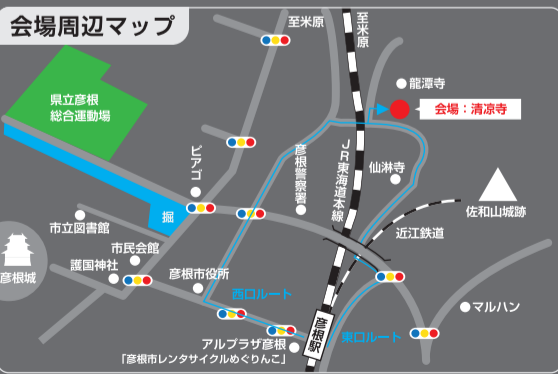 会場周辺マップ
至米原
至米原
龍潭寺
会場：清凉寺
県立彦根
総合運動場
ピアゴ
彦根警察署
JR東海道本線
仙淋寺
佐和山城跡
近江鉄道
掘
市立図書館
市民会館
護国神社
彦根城
彦根市役所
西口ルート
マルハン
彦根駅
東口ルート
アルプラザ彦根
「彦根市レンタサイクルめぐりんこ」